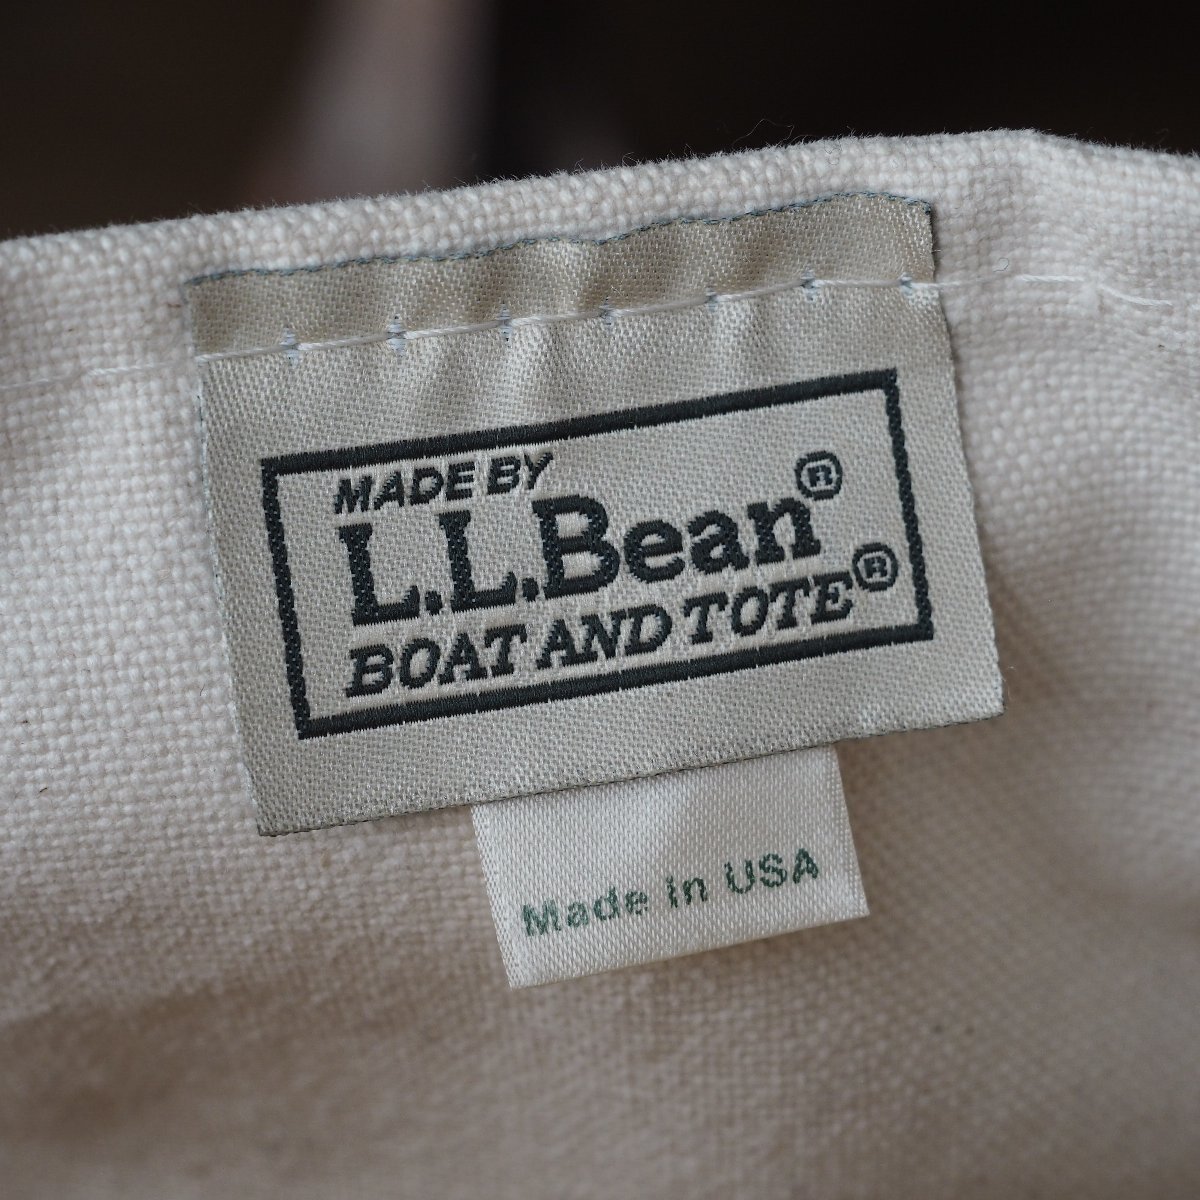 MADE BY
L.L.Bean®
BOAT AND TOTE®
Made in USA